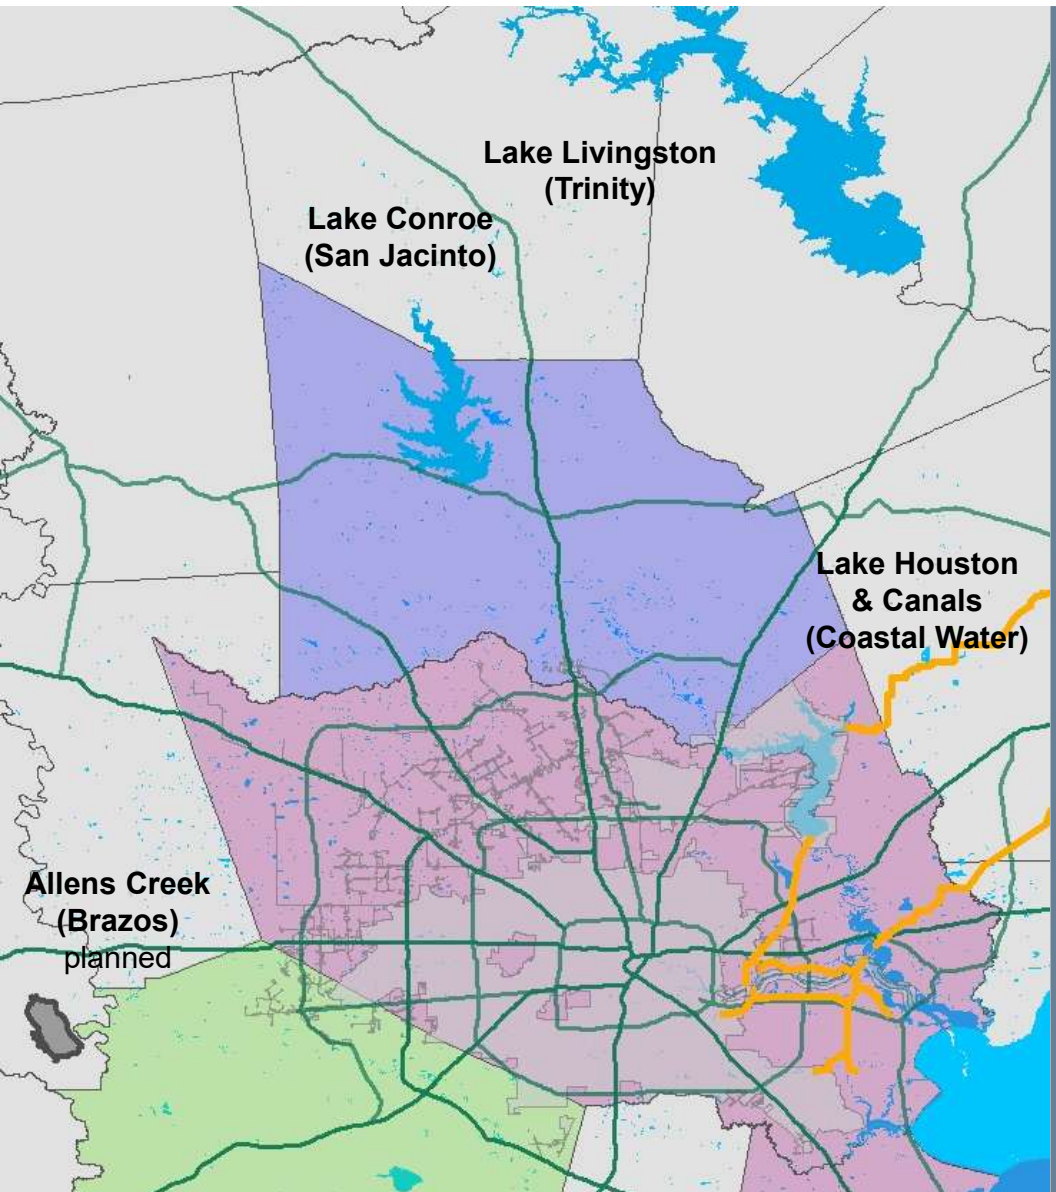 Lake Livingston
(Trinity)
Lake Conroe
(San Jacinto)
Lake Houston
& Canals
(Coastal Water)
Allens Creek
(Brazos)
planned